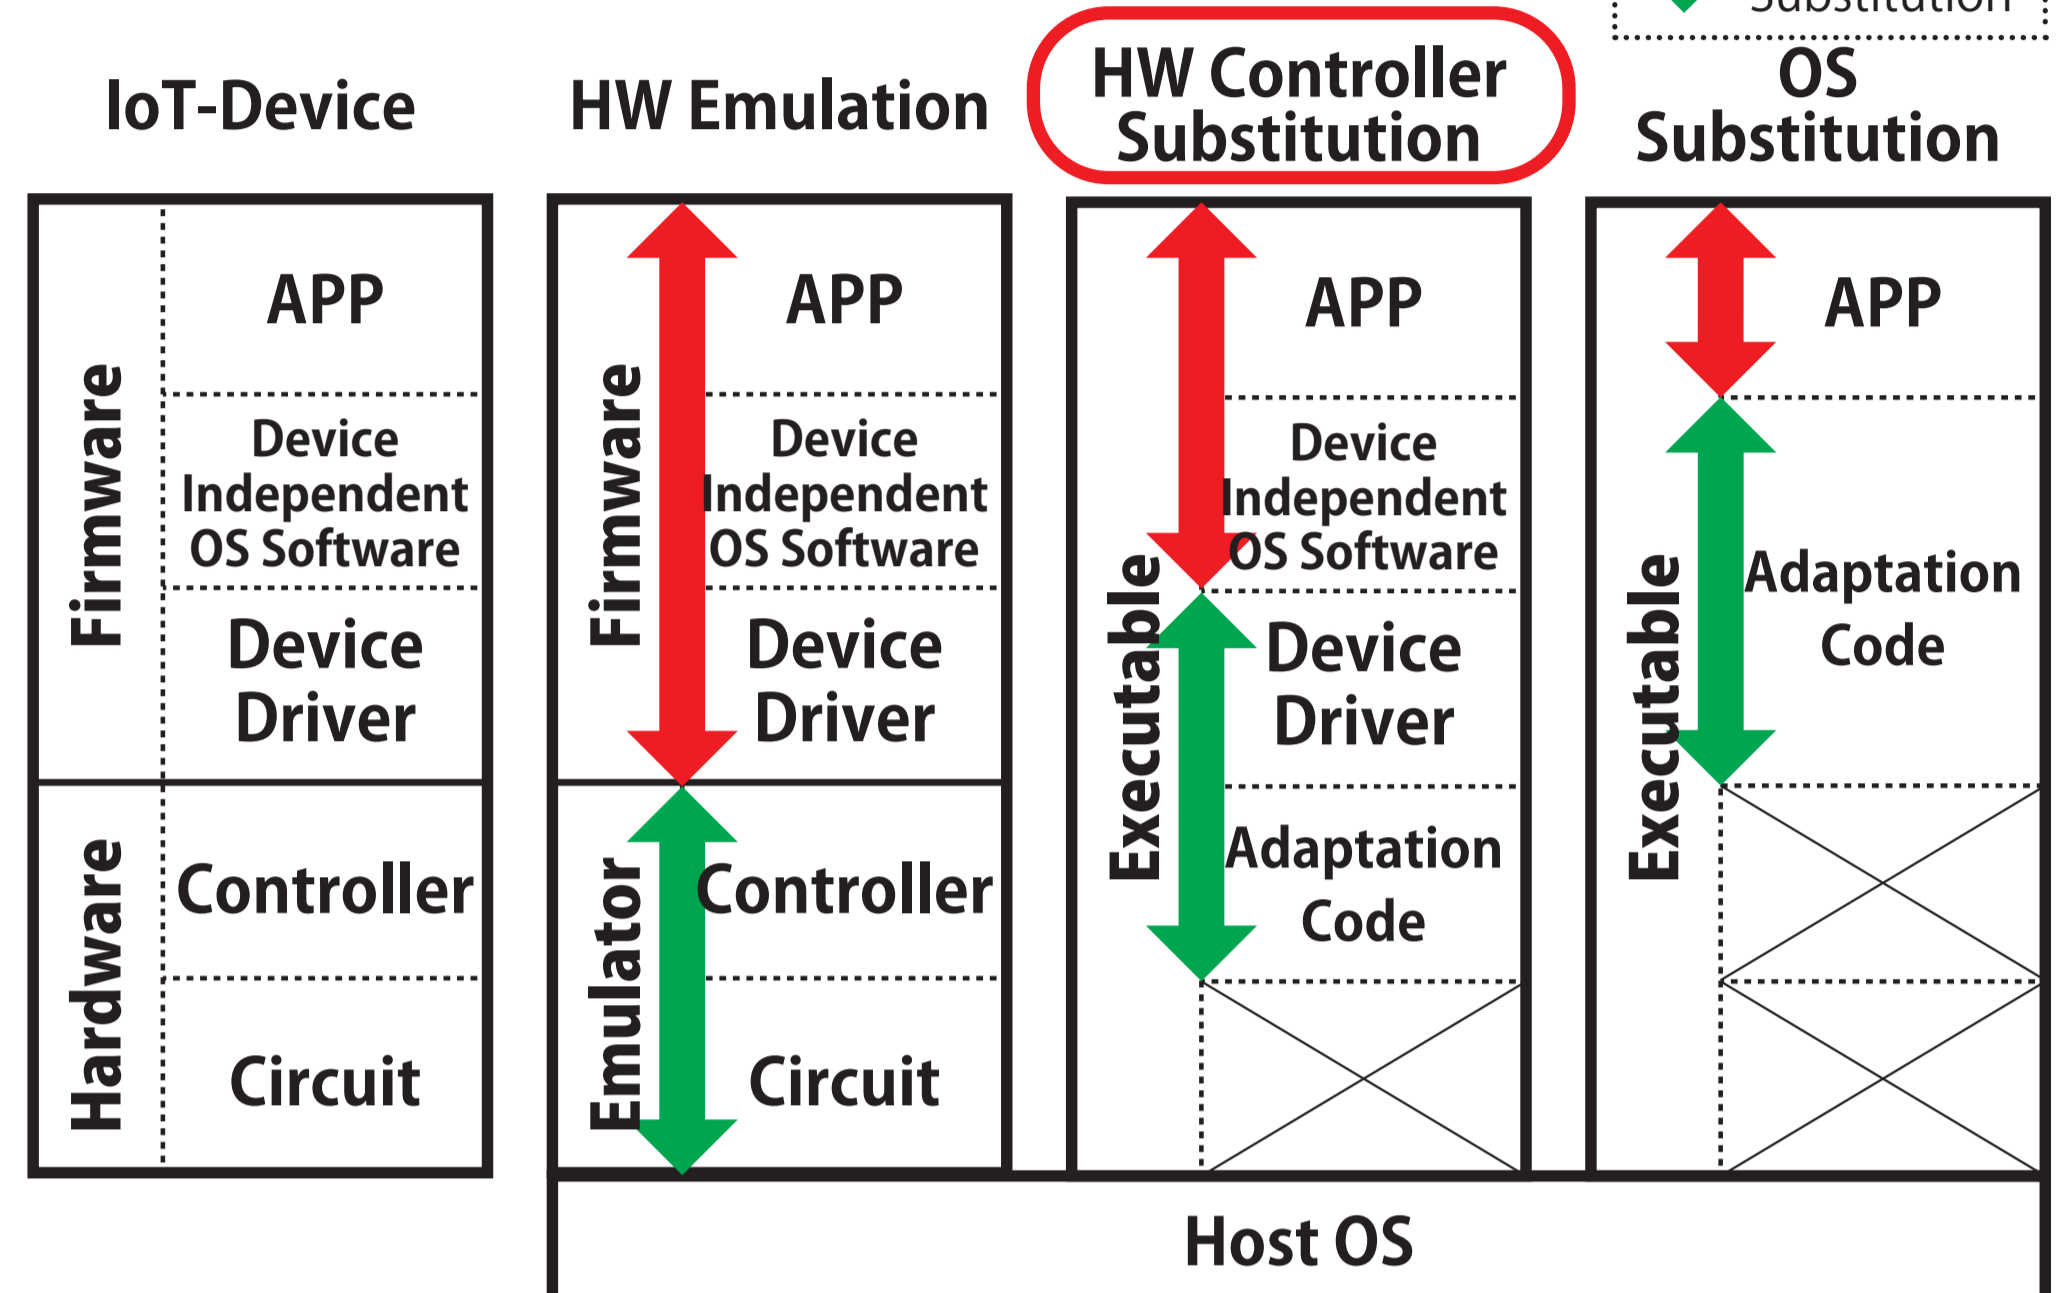 Substitution
IoT-Device
HW Emulation
HW Controller
Substitution
OS
Substitution
Firmware
APP
Device
Independent
OS Software
Device
Driver
Hardware
Controller
Circuit
Firmware
APP
Device
Independent
OS Software
Device
Driver
Emulator
Controller
Circuit
Executable
APP
Device
Independent
OS Software
Device
Driver
Adaptation
Code
Executable
APP
Adaptation
Code
Host OS